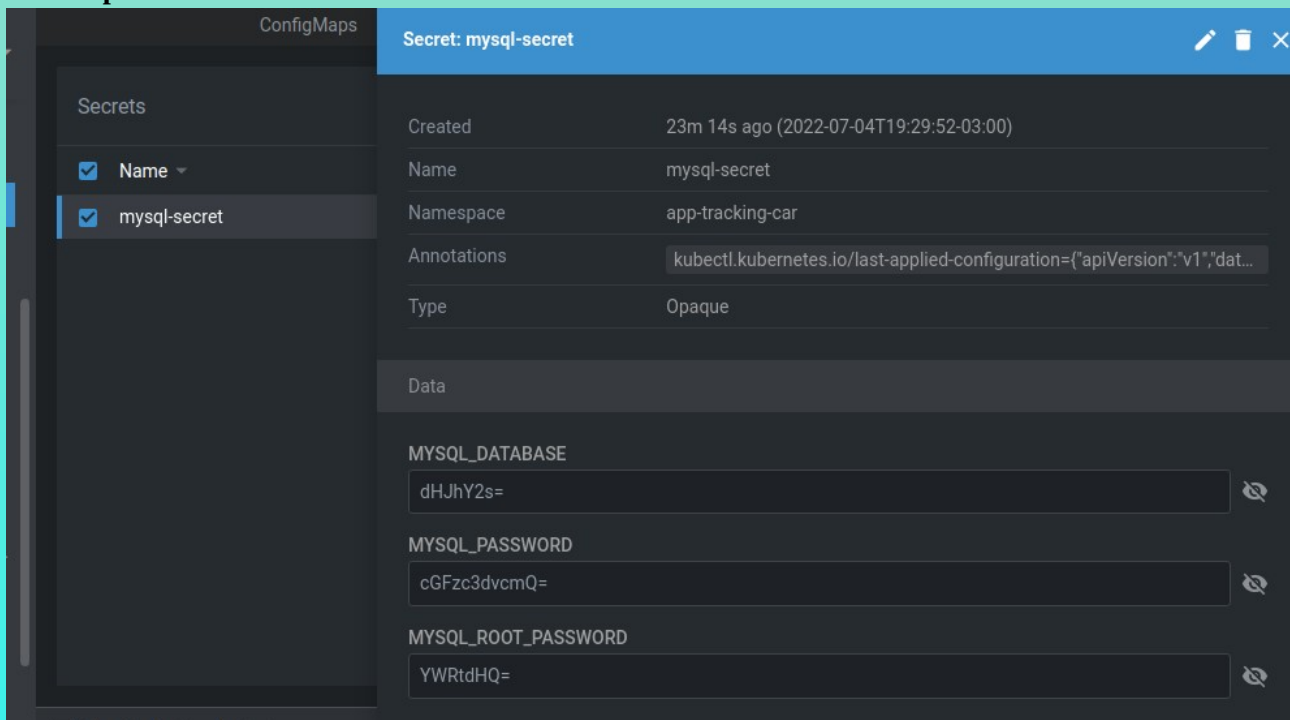 ConfigMaps
Secret: mysql-secret
Secrets
Name
mysql-secret
Created 23m 14s ago (2022-07-04T19:29:52-03:00)
Name mysql-secret
Namespace app-tracking-car
Annotations kubectl.kubernetes.io/last-applied-configuration={"apiVersion":"v1","dat...
Type Opaque
Data
MYSQL_DATABASE
dHJhY2s=
MYSQL_PASSWORD
cGFzc3dvcmQ=
MYSQL_ROOT_PASSWORD
YWRtdHQ=